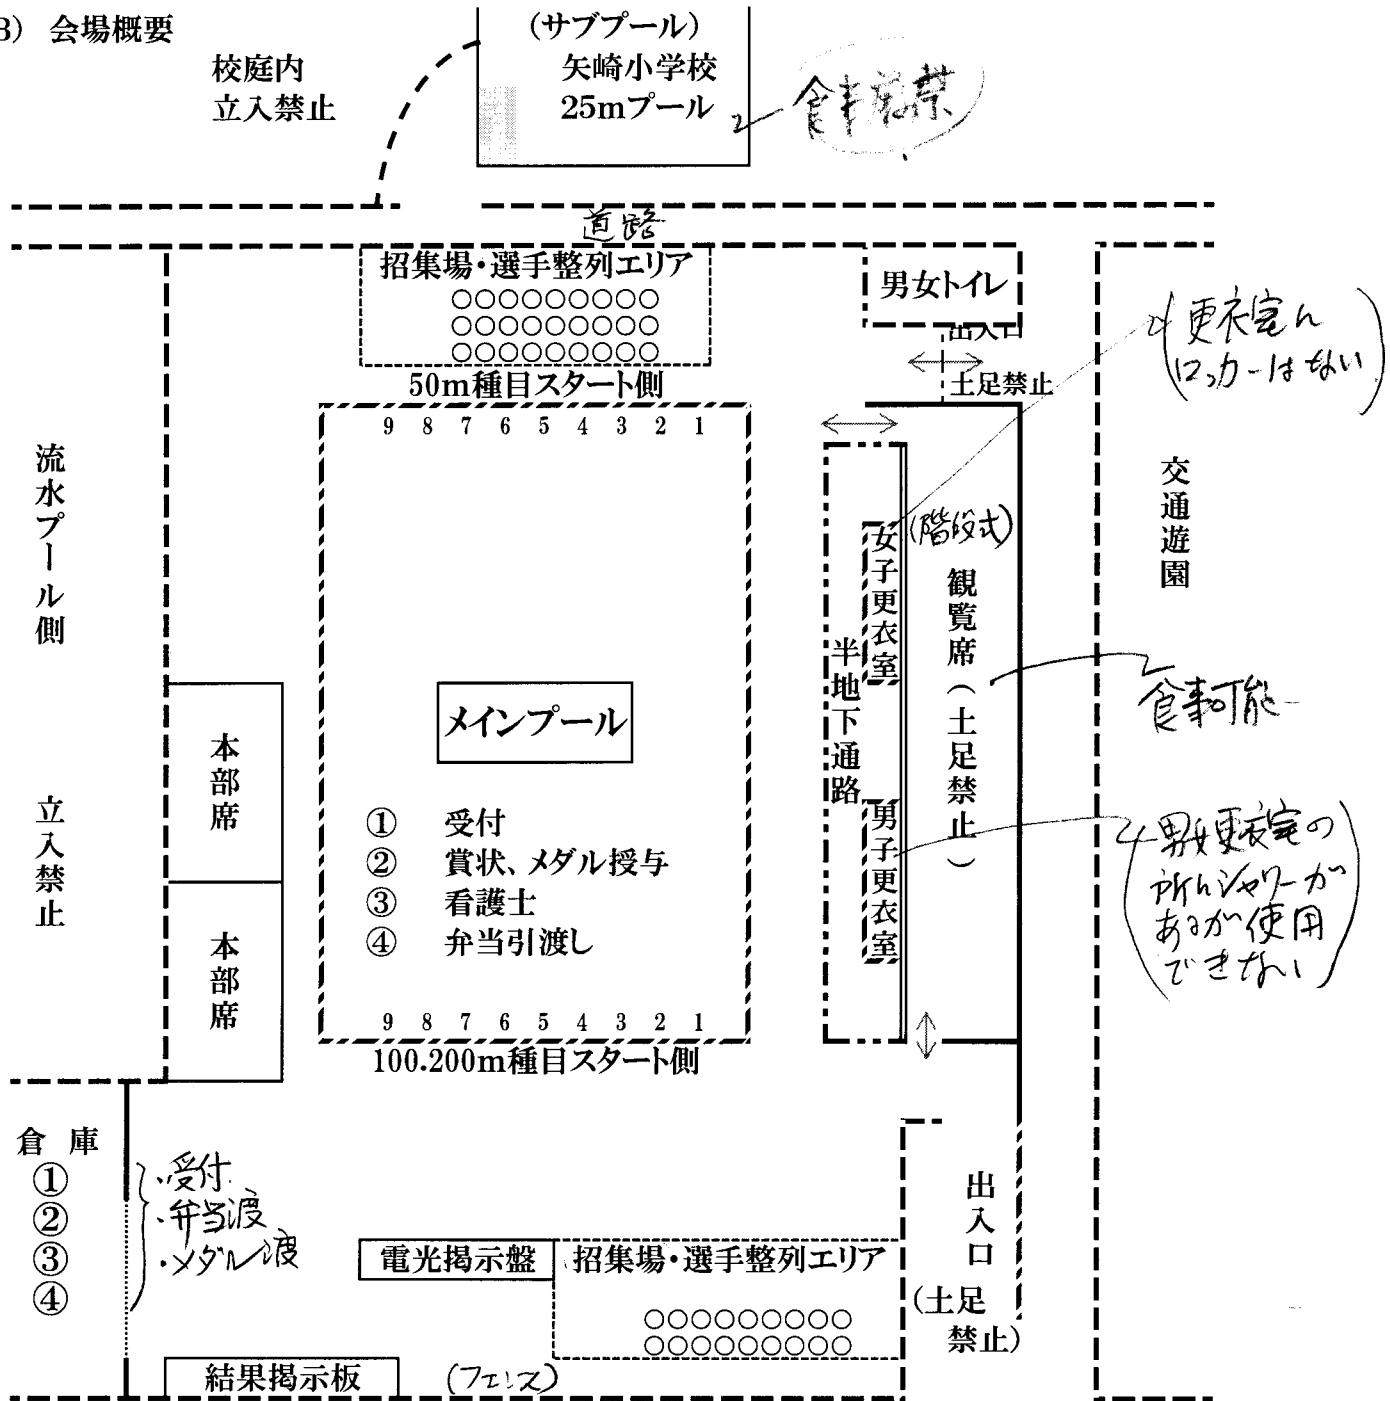 3) 会場概要
校庭内
立入禁止
(サブプール)
矢崎小学校
25mプール
食事厳禁
道路
招集場・選手整列エリア
○○○○○○○○○
○○○○○○○○○
○○○○○○○○○
50m種目スタート側
男女トイレ
出入口
土足禁止
(更衣室に
ロッカーはない)
9 8 7 6 5 4 3 2 1
流水プール側
立入禁止
本部席
本部席
メインプール
① 受付
② 賞状、メダル授与
③ 看護士
④ 弁当引渡し
9 8 7 6 5 4 3 2 1
100.200m種目スタート側
半地下通路
女子更衣室
男子更衣室
(階段式)
観覧席(土足禁止)
交通遊園
食事可能
(男女更衣室の
所にシャワーが
あるが使用
できない)
倉庫
①
②
③
④
・受付
・弁当渡
・メダル渡
電光掲示盤
招集場・選手整列エリア
○○○○○○○○○
○○○○○○○○○
出入口
(土足
禁止)
結果掲示板
(フェンス)